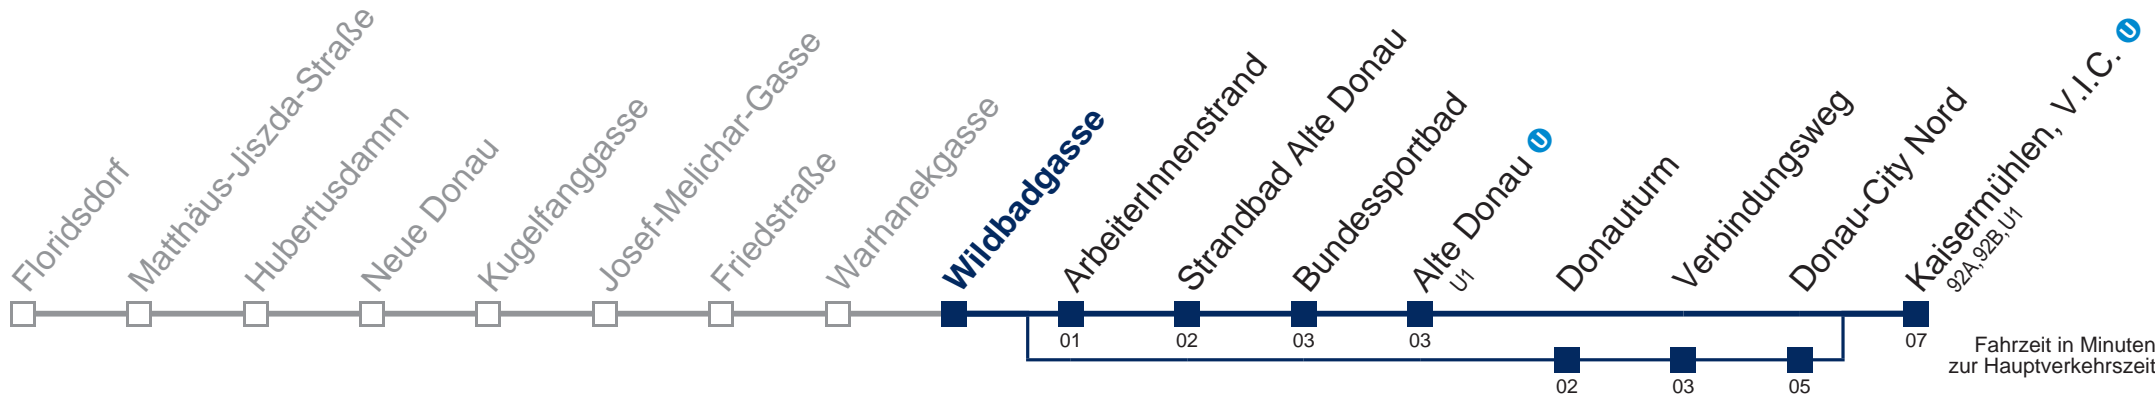 Floridsdorf
Matthäus-Jiszda-Straße
Hubertusdamm
Neue Donau
Kugelfanggasse
Josef-Melichar-Gasse
Friedstraße
Warhanekgasse
Wildbadgasse
ArbeiterInnenstrand
Strandbad Alte Donau
Bundessportbad
Alte Donau U
U1
Donauturm
Verbindungsweg
Donau-City Nord
Kaisermühlen, V.I.C. U
92A, 92B, U1
01
02
03
03
07
02
03
05
Fahrzeit in Minuten
zur Hauptverkehrszeit